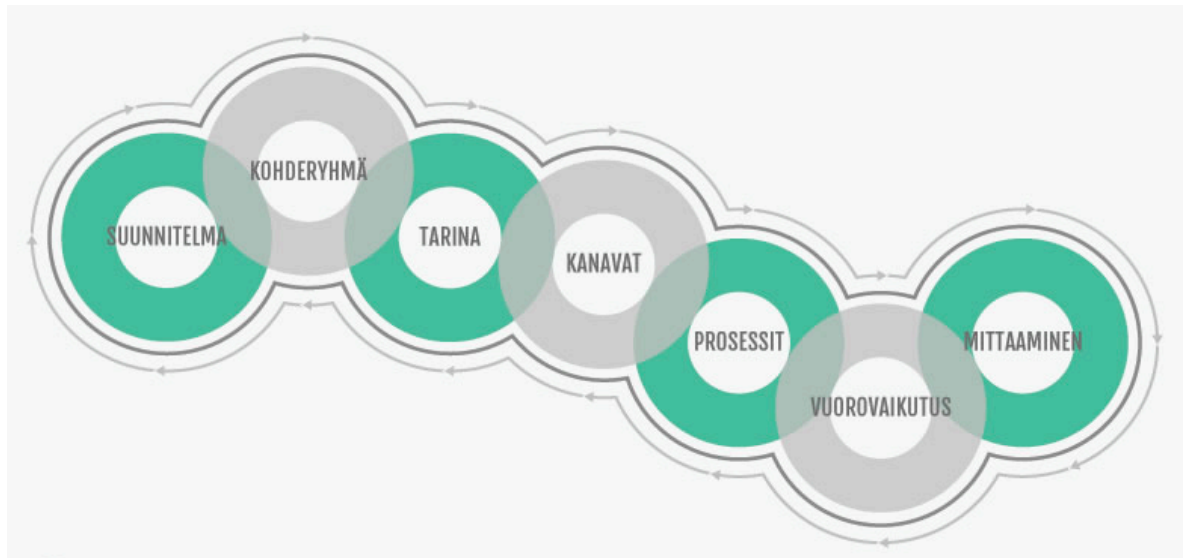 SUUNNITELMA
KOHDERYHMÄ
TARINA
KANAVAT
PROSESSIT
VUOROVAIKUTUS
MITTAAMINEN